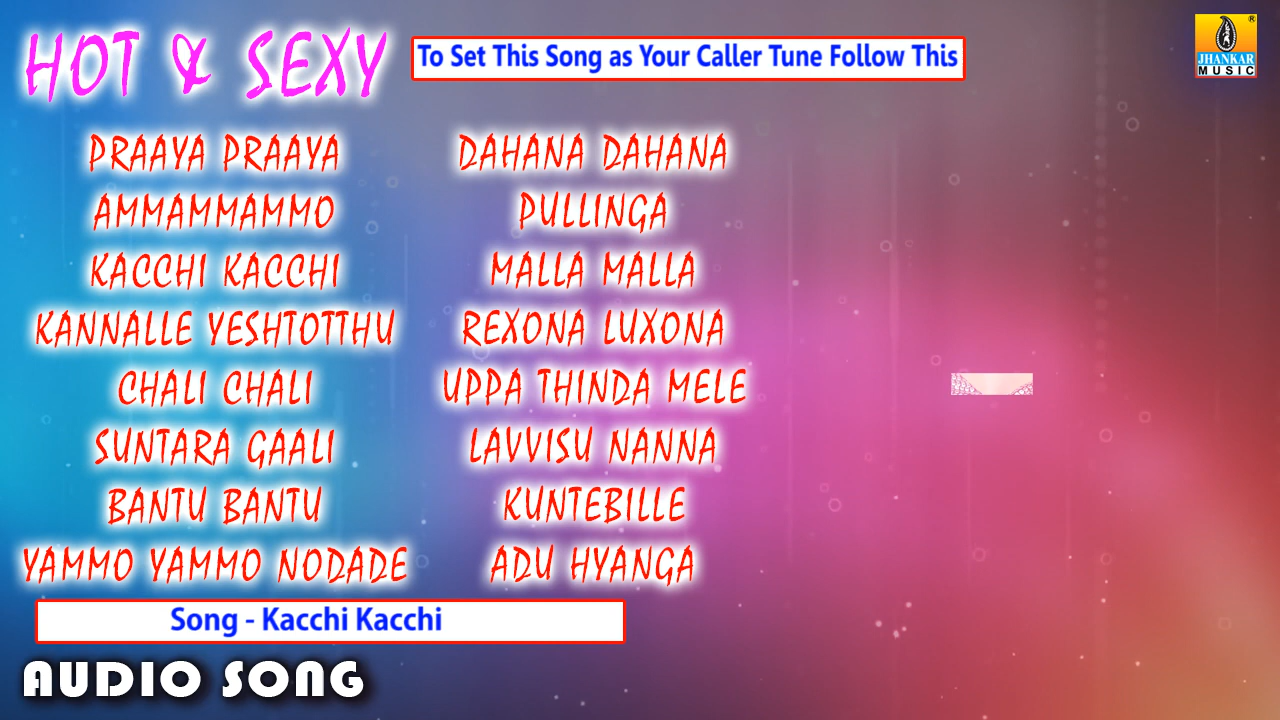 HOT & SEXY
To Set This Song as Your Caller Tune Follow This
®
JHANKAR
MUSIC
PRAAYA PRAAYA
AMMAMMAMMO
KACCHI KACCHI
KANNALLE YESHTOTTHU
CHALI CHALI
SUNTARA GAALI
BANTU BANTU
YAMMO YAMMO NODADE
DAHANA DAHANA
PULLINGA
MALLA MALLA
REXONA LUXONA
UPPA THINDA MELE
LAVVISU NANNA
KUNTEBILLE
ADU HYANGA
Song - Kacchi Kacchi
AUDIO SONG